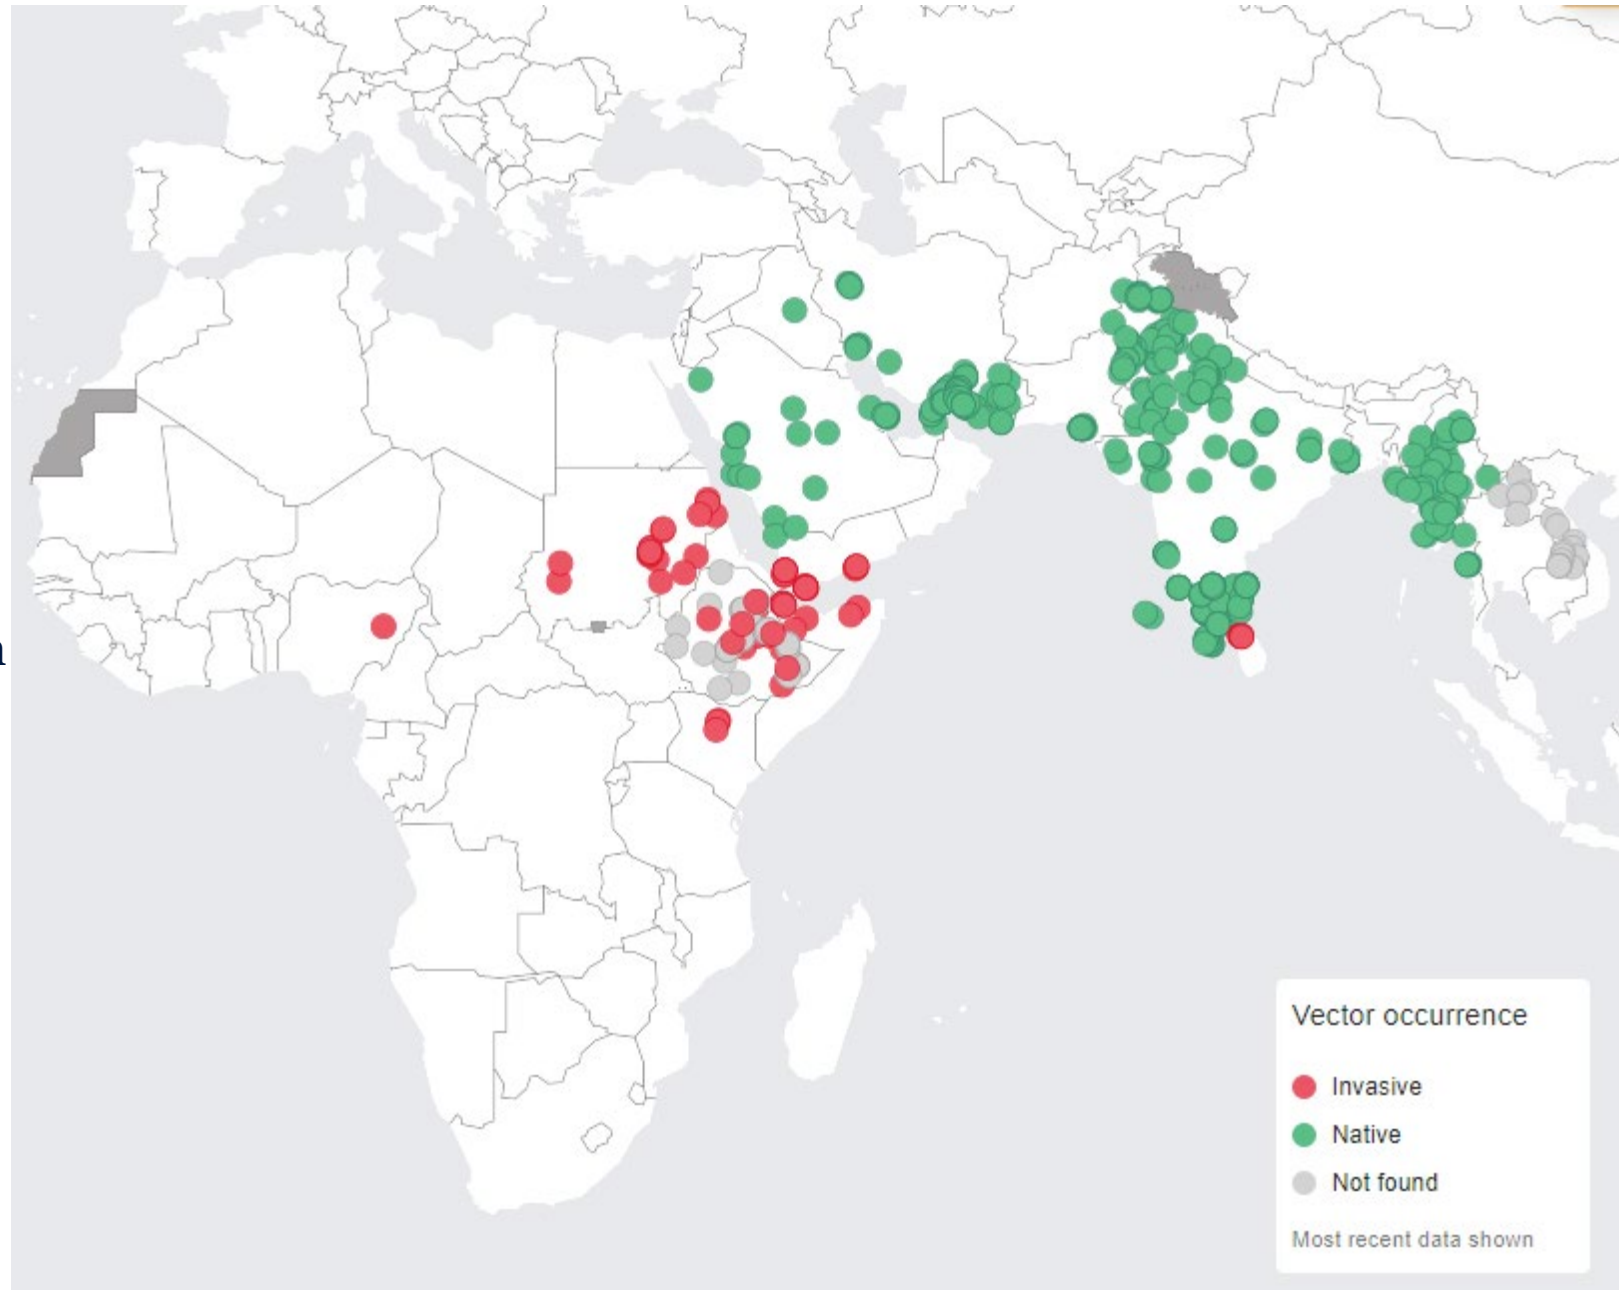 Vector occurrence
Invasive
Native
Not found
Most recent data shown